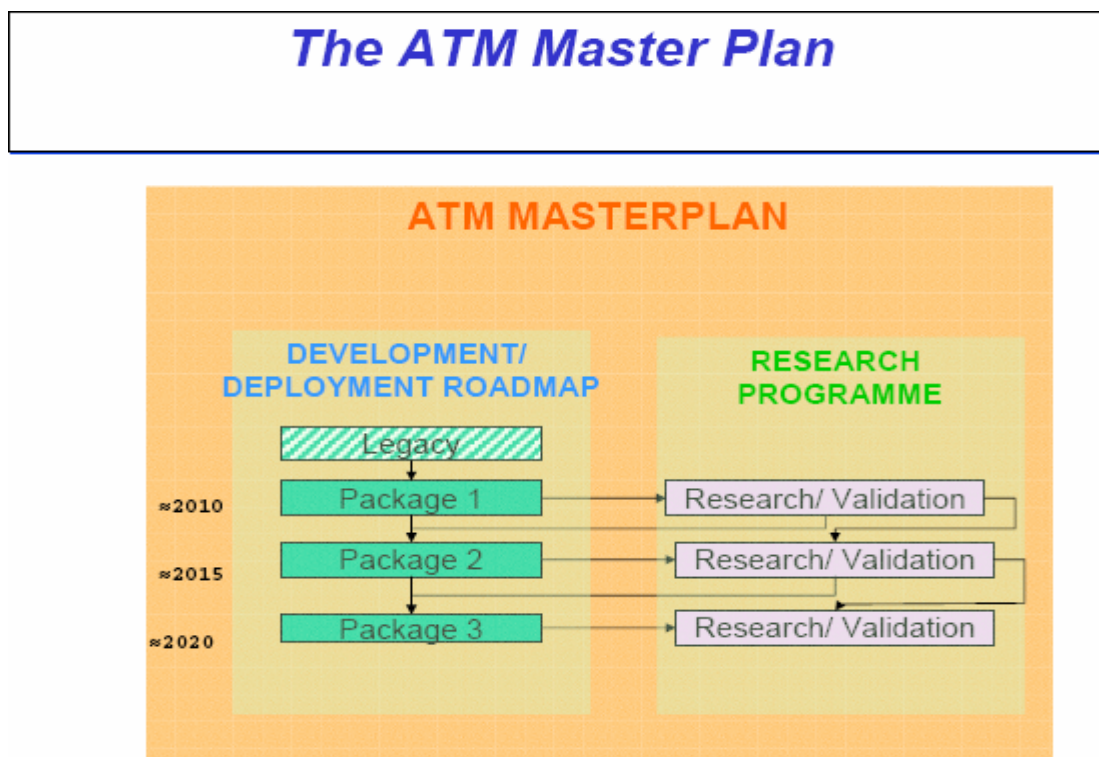 The ATM Master Plan
ATM MASTERPLAN
DEVELOPMENT/
DEPLOYMENT ROADMAP
RESEARCH
PROGRAMME
Legacy
≈2010
Package 1
Research/ Validation
≈2015
Package 2
Research/ Validation
≈2020
Package 3
Research/ Validation